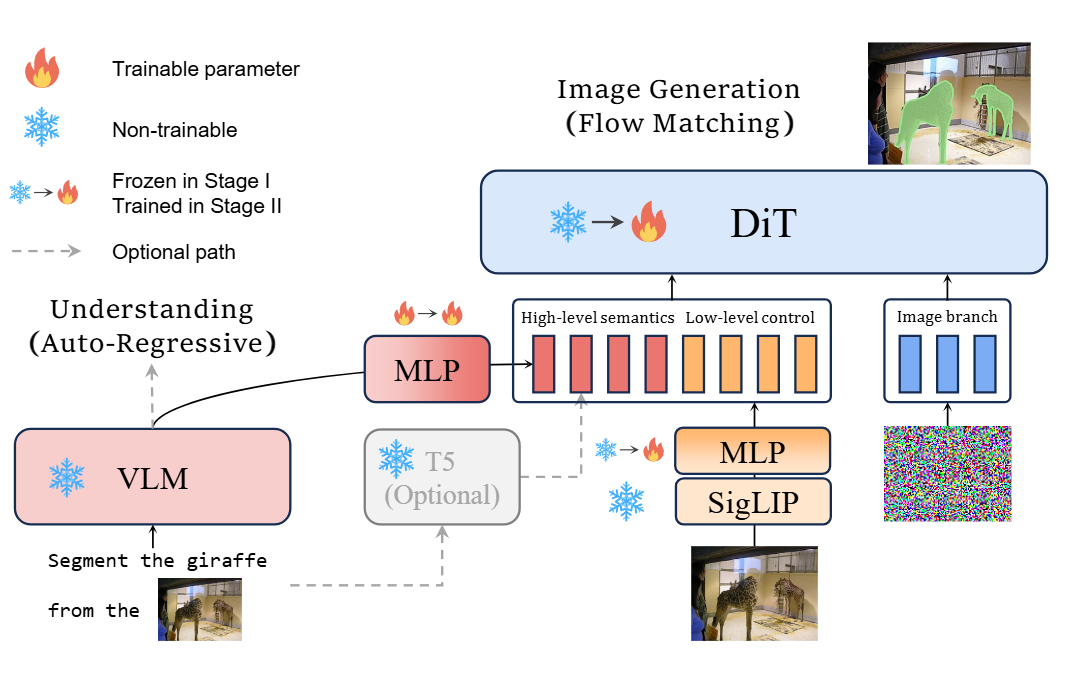 Trainable parameter
Non-trainable
Frozen in Stage I
Trained in Stage II
Optional path
Understanding
(Auto-Regressive)
VLM
Segment the giraffe
from the
MLP
T5
(Optional)
Image Generation
(Flow Matching)
DiT
High-level semantics
Low-level control
MLP
SigLIP
Image branch